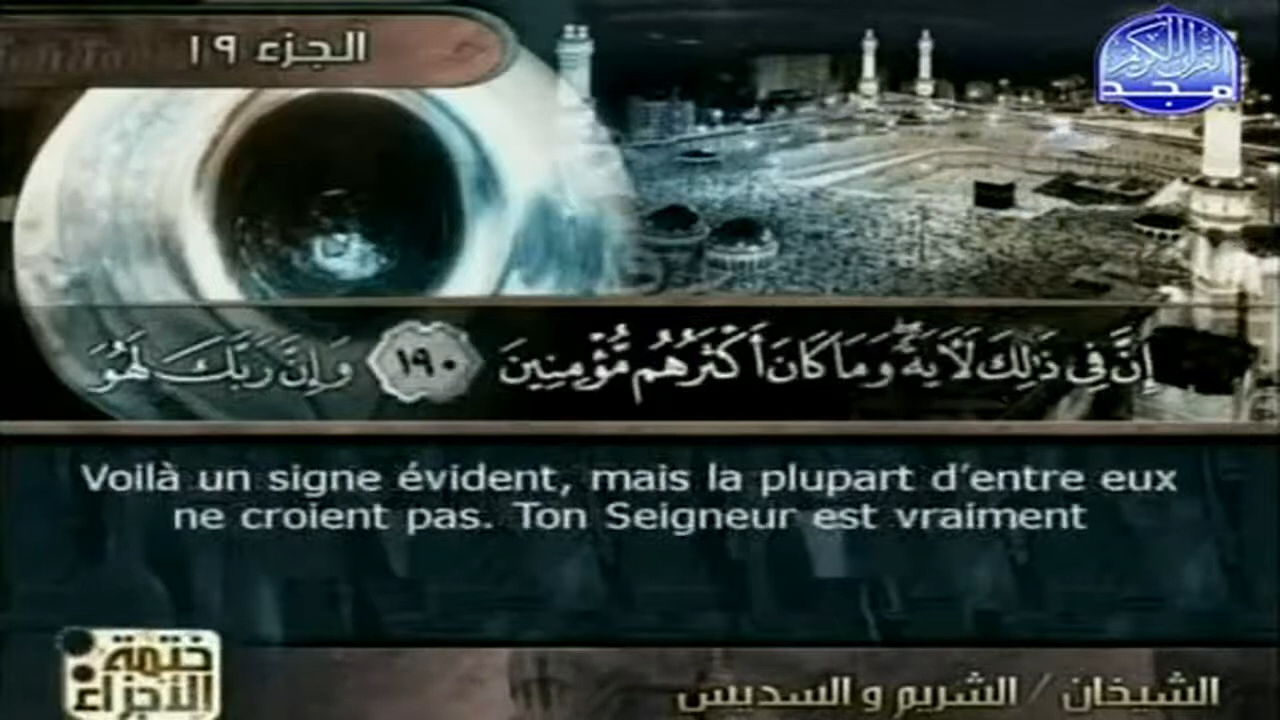 الجزء ١٩
القرآن الكريم
مجد
إِنَّ فِي ذَٰلِكَ لَآيَةً ۖ وَمَا كَانَ أَكْثَرُهُم مُّؤْمِنِينَ ١٩٠ وَإِنَّ رَبَّكَ لَهُوَ
Voilà un signe évident, mais la plupart d’entre eux
ne croient pas. Ton Seigneur est vraiment
ختمة
الأجزاء
الشيخان / الشريم و السديس